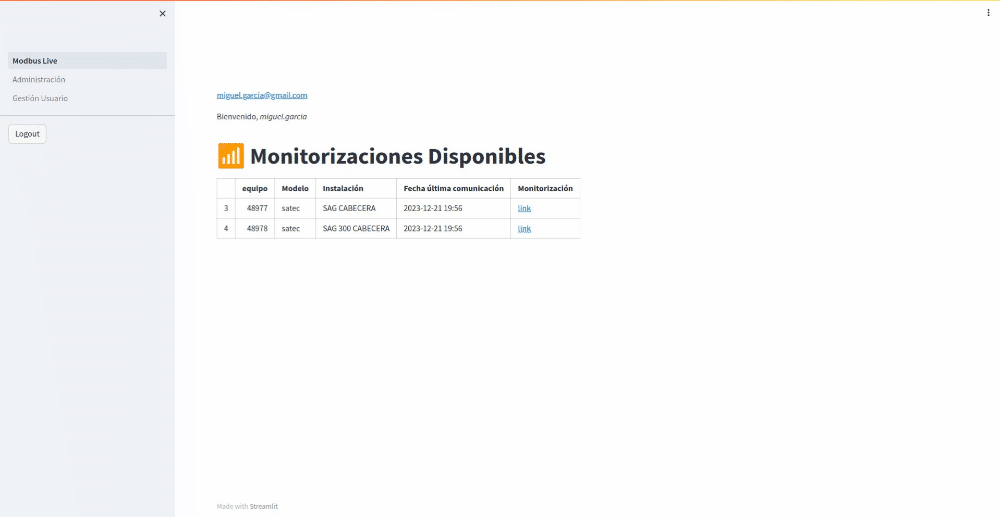 Modbus Live
Administración
Gestión Usuario
Logout
miguel.garcia@gmail.com
Bienvenido, miguel.garcia
Monitorizaciones Disponibles
equipo Modelo Instalación Fecha última comunicación Monitorización
3 48977 satec SAG CABECERA 2023-12-21 19:56 link
4 48978 satec SAG 300 CABECERA 2023-12-21 19:56 link
Made with Streamlit